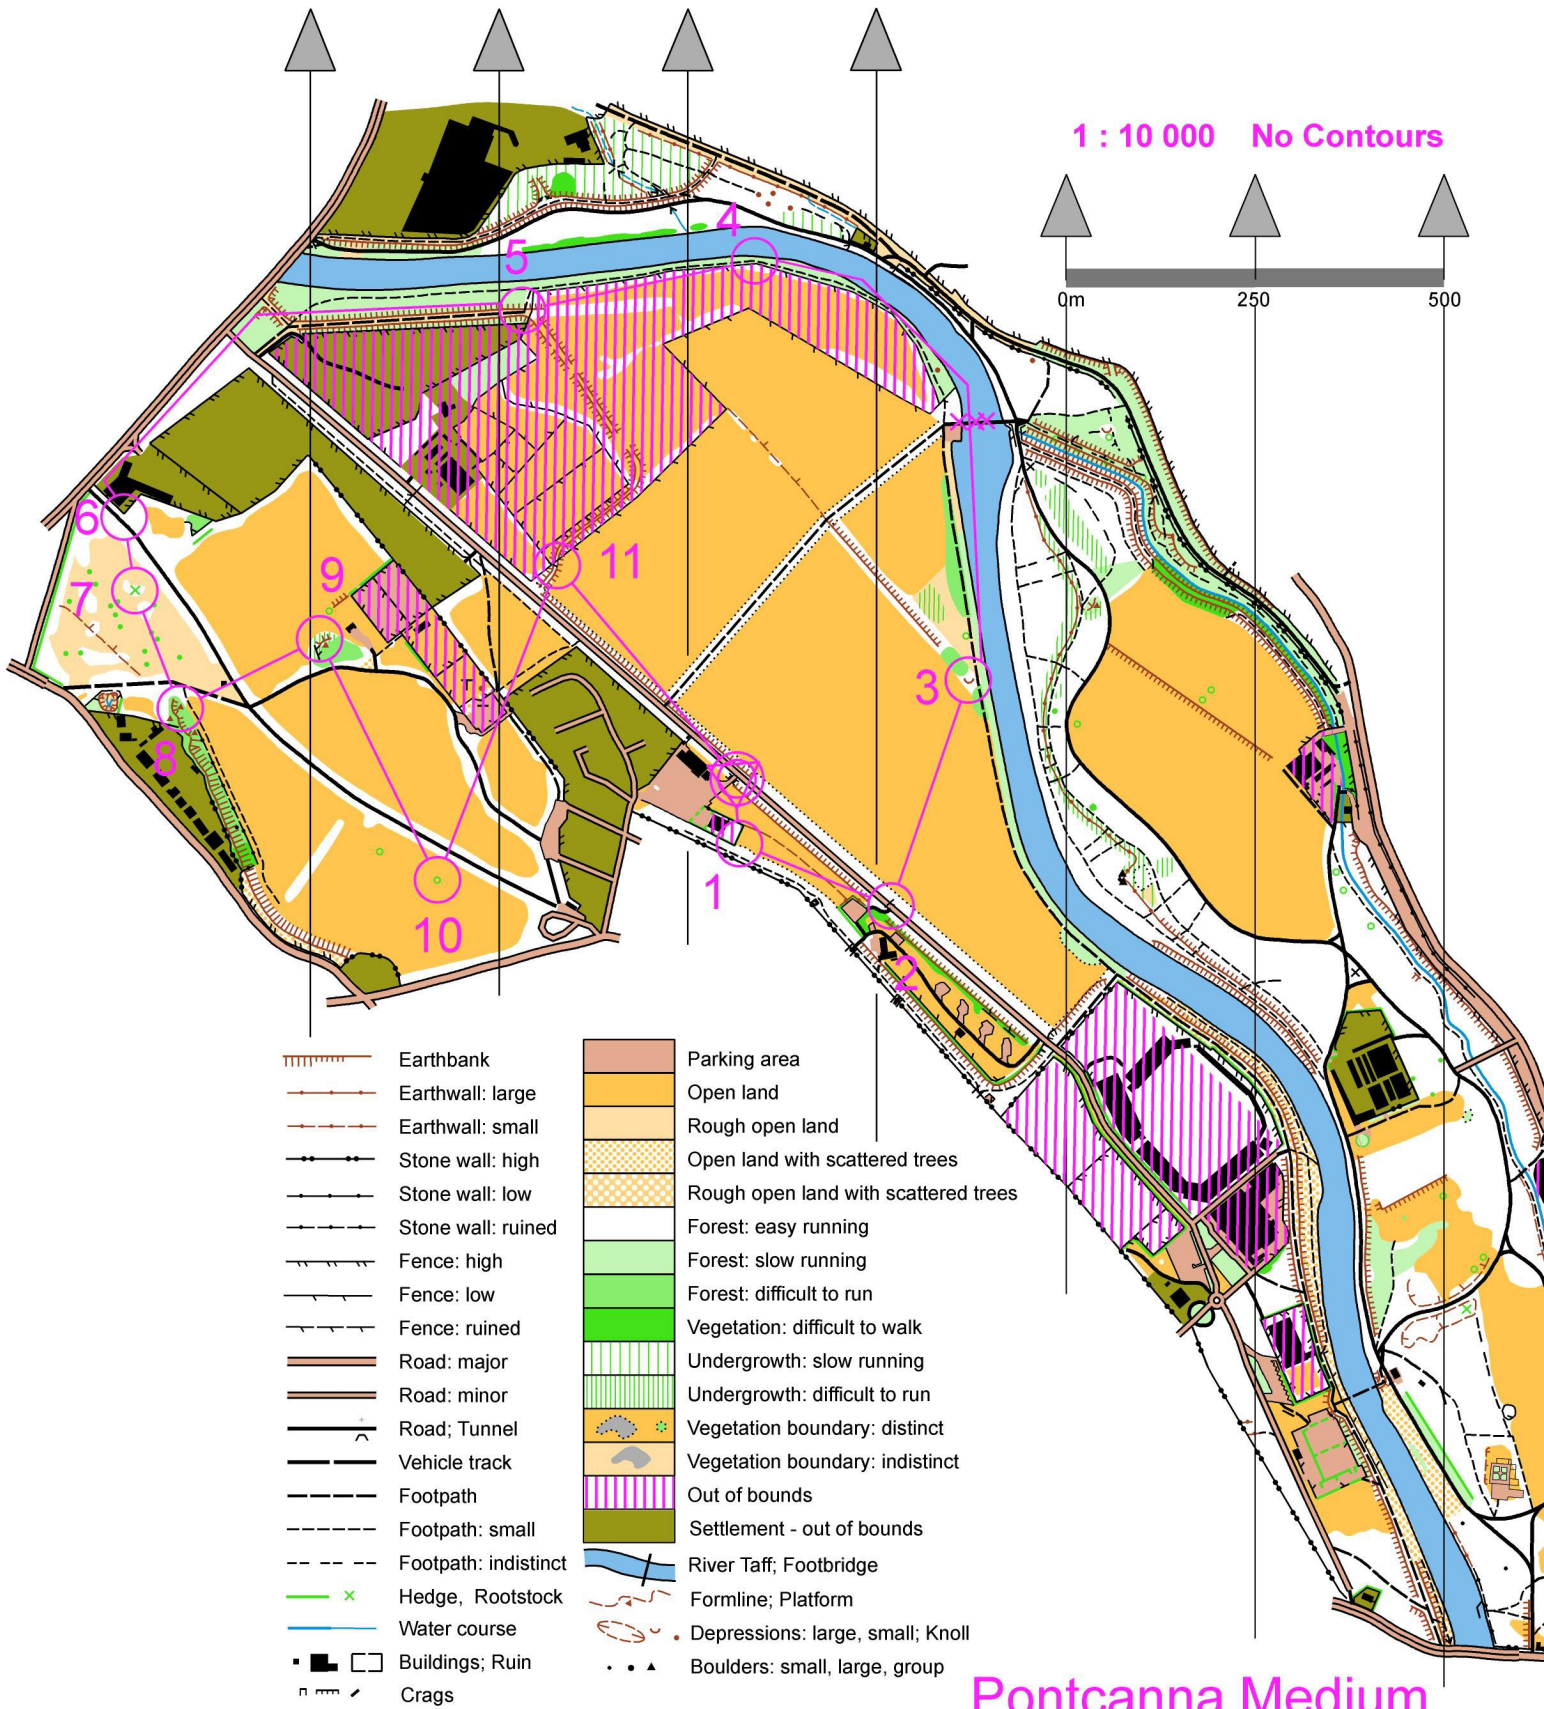 1 : 10 000 No Contours
0m 250 500
4
5
6
7
9
11
3
8
1
10
2
Earthbank
Earthwall: large
Earthwall: small
Stone wall: high
Stone wall: low
Stone wall: ruined
Fence: high
Fence: low
Fence: ruined
Road: major
Road: minor
Road; Tunnel
Vehicle track
Footpath
Footpath: small
Footpath: indistinct
Hedge, Rootstock
Water course
Buildings; Ruin
Crags
Parking area
Open land
Rough open land
Open land with scattered trees
Rough open land with scattered trees
Forest: easy running
Forest: slow running
Forest: difficult to run
Vegetation: difficult to walk
Undergrowth: slow running
Undergrowth: difficult to run
Vegetation boundary: distinct
Vegetation boundary: indistinct
Out of bounds
Settlement - out of bounds
River Taff; Footbridge
Formline; Platform
Depressions: large, small; Knoll
Boulders: small, large, group
Pontcanna Medium